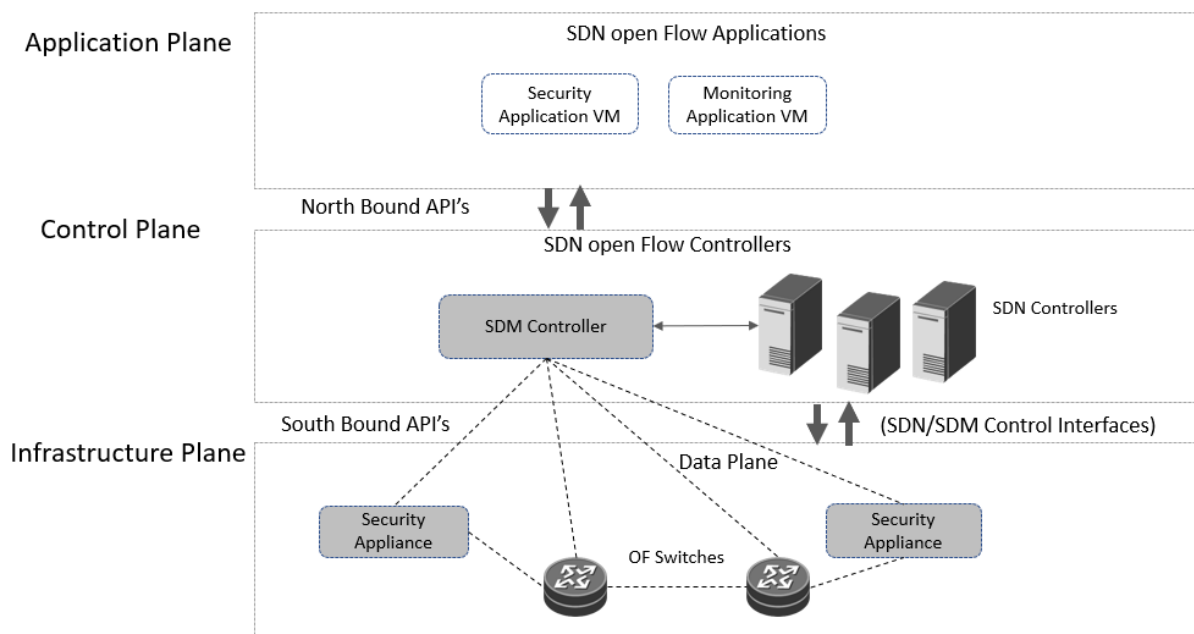 Application Plane
SDN open Flow Applications
Security
Application VM
Monitoring
Application VM
North Bound API's
Control Plane
SDN open Flow Controllers
SDM Controller
SDN Controllers
South Bound API's
(SDN/SDM Control Interfaces)
Infrastructure Plane
Data Plane
Security
Appliance
OF Switches
Security
Appliance